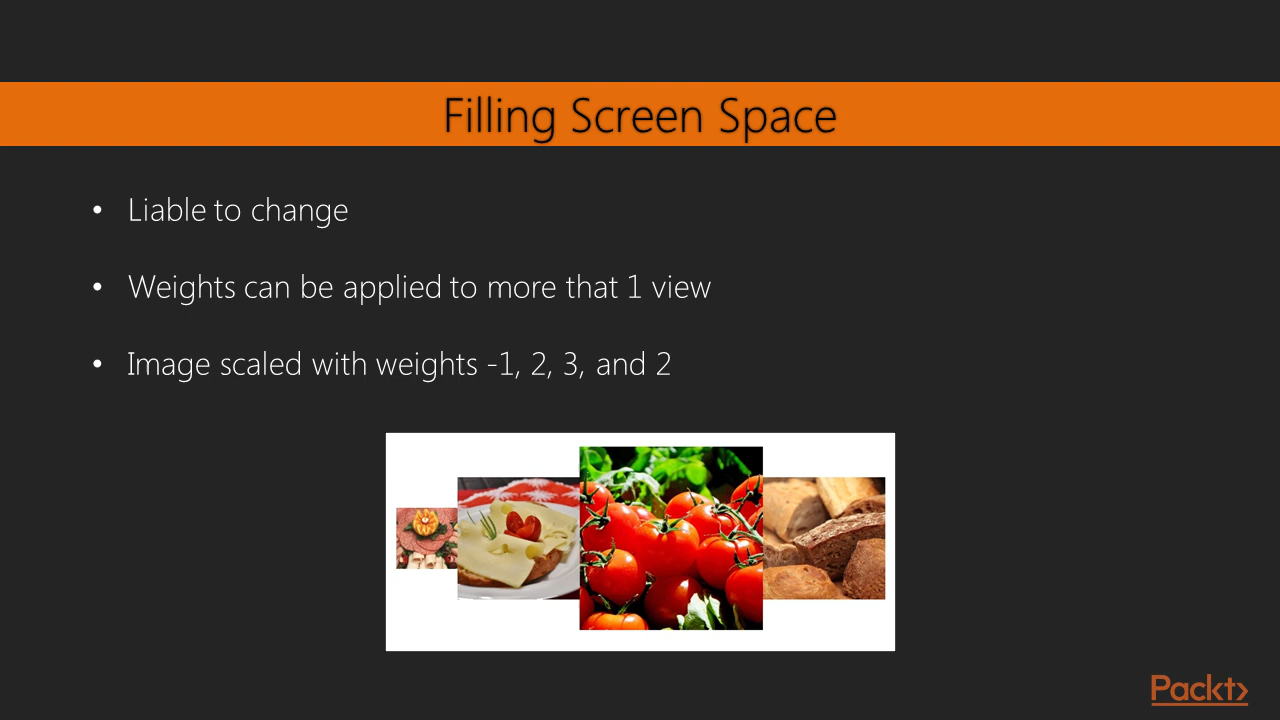 Filling Screen Space
• Liable to change
• Weights can be applied to more that 1 view
• Image scaled with weights -1, 2, 3, and 2
Packt>